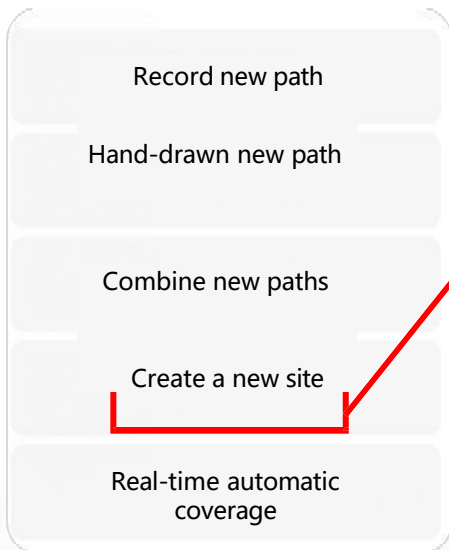 Record new path
Hand-drawn new path
Combine new paths
Create a new site
Real-time automatic
coverage